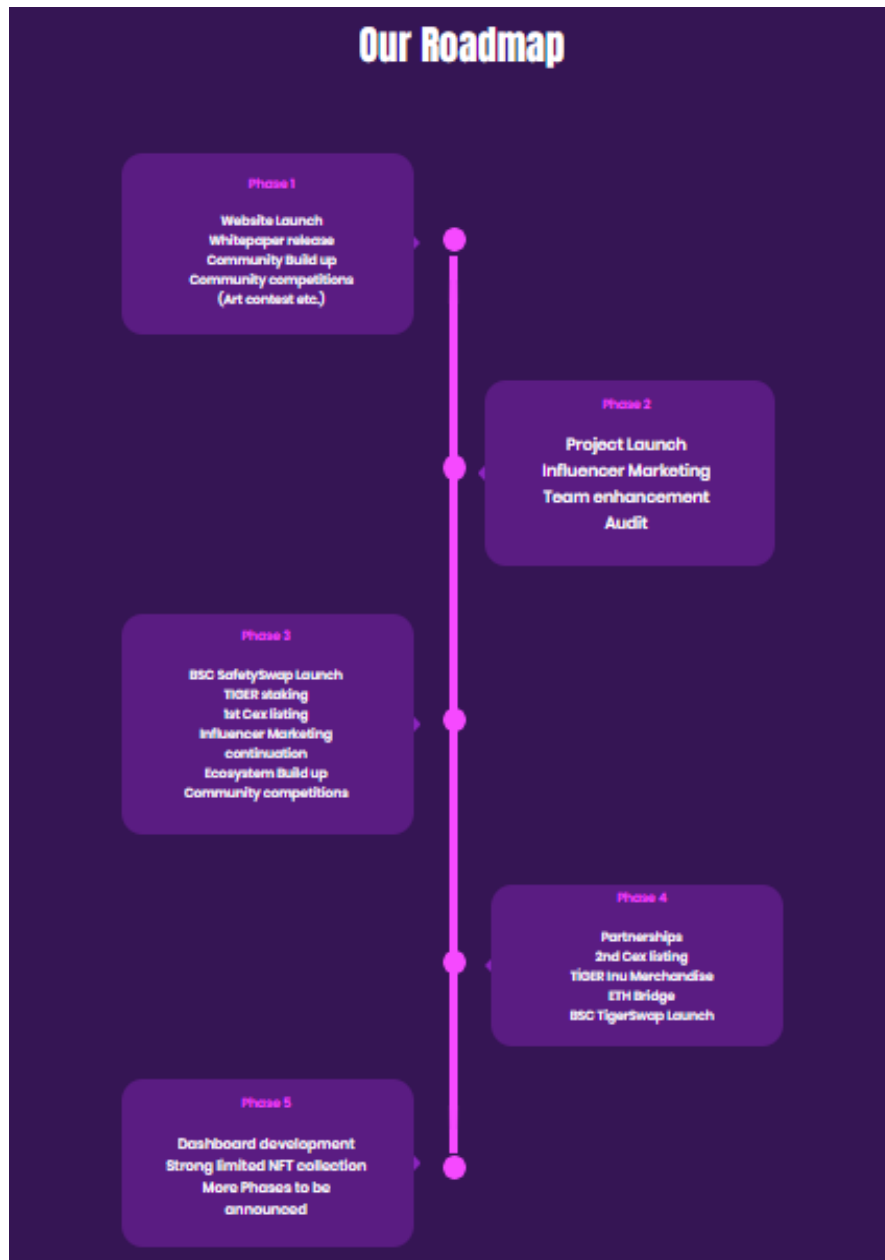 Our Roadmap
Phase 1
Website Launch
Whitepaper release
Community Build up
Community competitions
(Art contest etc.)
Phase 2
Project Launch
Influencer Marketing
Team enhancement
Audit
Phase 3
BSC SafetySwap Launch
TIGER staking
1st Cex listing
Influencer Marketing
continuation
Ecosystem Build up
Community competitions
Phase 4
Partnerships
2nd Cex listing
TİGER Inu Merchandise
ETH Bridge
BSC TigerSwap Launch
Phase 5
Dashboard development
Strong limited NFT collection
More Phases to be
announced